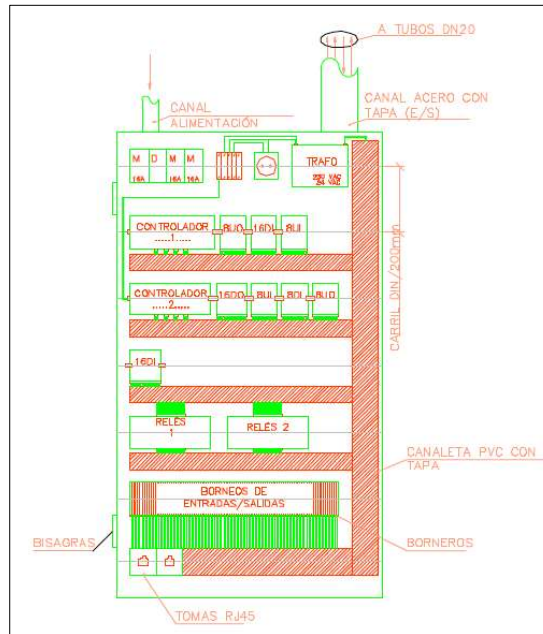 A TUBOS DN20
CANAL
ALIMENTACIÓN
CANAL ACERO CON
TAPA (E/S)
M D M M
16A 16A 16A
TRAFO
24 VAC
CONTROLADOR
.....1.....
8UO
16DI
8UI
CARRIL DIN/200mm
CONTROLADOR
.....2.....
16DO
8UI
8DI
8UO
16DI
RELÉS
1
RELÉS 2
CANALETA PVC CON
TAPA
BORNEOS DE
ENTRADAS/SALIDAS
BISAGRAS
BORNEROS
TOMAS RJ45